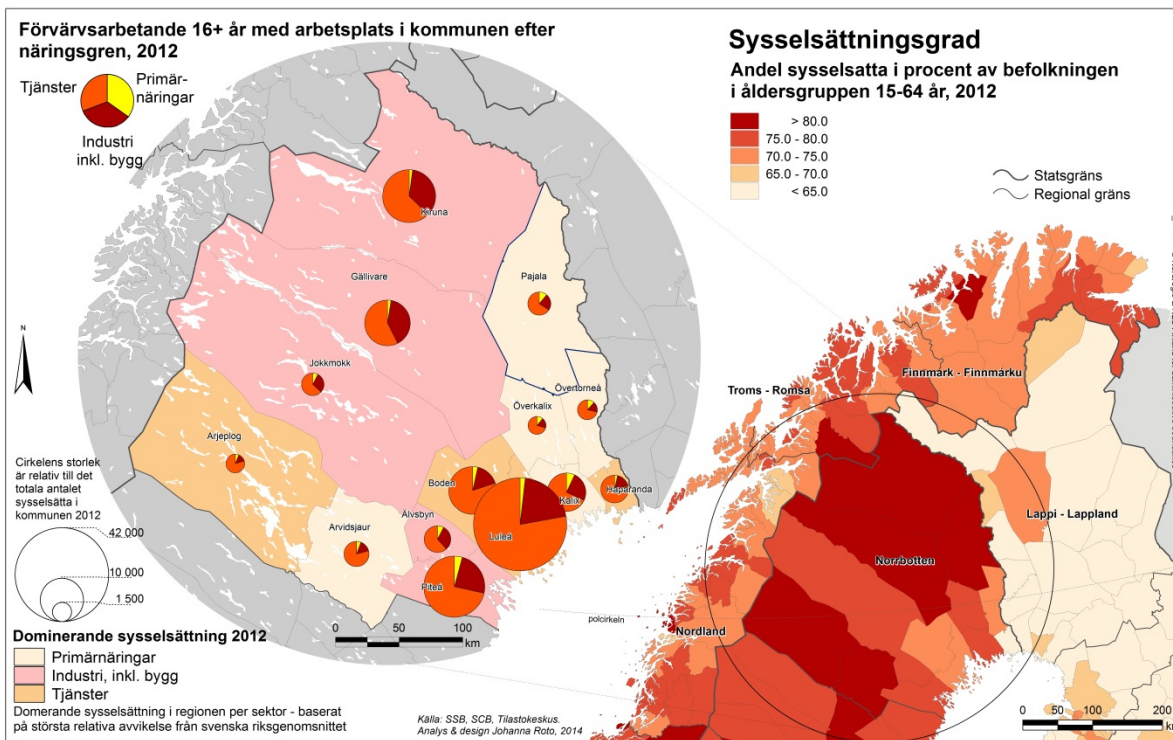 Förvärvsarbetande 16+ år med arbetsplats i kommunen efter
näringsgren, 2012
Tjänster
Primär-
näringar
Industri
inkl. bygg
Kiruna
Gällivare
Pajala
Jokkmokk
Övertorneå
Överkalix
Arjeplog
Boden
Kalix
Haparanda
Luleå
Älvsbyn
Arvidsjaur
Piteå
N
Cirkelens storlek
är relativ till det
totala antalet
sysselsätta i
kommunen 2012
42 000
10 000
1 500
0 50 100
km
Dominerande sysselsättning 2012
Primärnäringar
Industri, inkl. bygg
Tjänster
Domerande sysselsättning i regionen per sektor - baserat
på största relativa avvikelse från svenska riksgenomsnittet
Sysselsättningsgrad
Andel sysselsatta i procent av befolkningen
i åldersgruppen 15-64 år, 2012
> 80.0
75.0 - 80.0
70.0 - 75.0
65.0 - 70.0
< 65.0
Statsgräns
Regional gräns
Finnmark - Finnmárku
Troms - Romsa
Lappi - Lappland
Norrbotten
polcirkeln
Nordland
Källa: SSB, SCB, Tilastokeskus.
Analys & design Johanna Roto, 2014
0 50 100 200
km